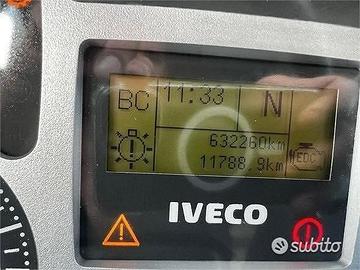 BC 11:33 N
632260km
11788.9km
EDC
IVECO
subito